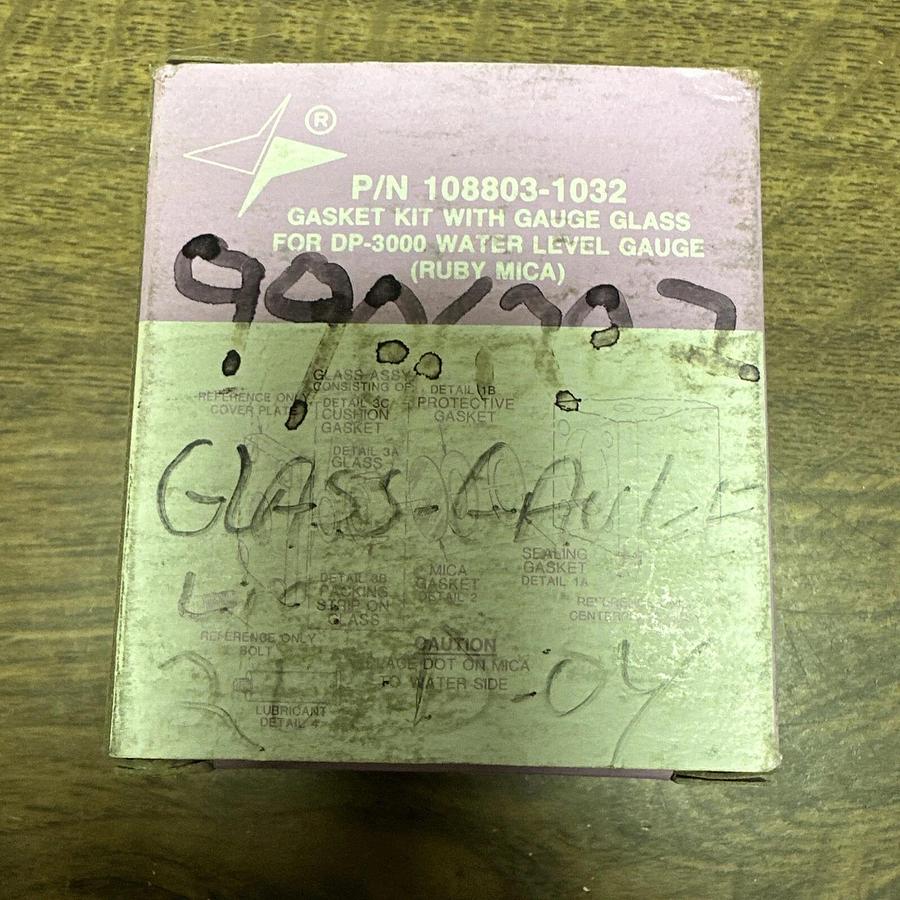 ®
P/N 108803-1032
GASKET KIT WITH GAUGE GLASS
FOR DP-3000 WATER LEVEL GAUGE
(RUBY MICA)
GLASS ASSY
CONSISTING OF:
REFERENCE ONLY
COVER PLATE
DETAIL 3C
CUSHION
GASKET
DETAIL 1B
PROTECTIVE
GASKET
DETAIL 3A
GLASS
GLASS-GAUGE
SEALING
GASKET
DETAIL 1A
MICA
GASKET
DETAIL 2
DETAIL 3B
PACKING
STRIP ON
GLASS
REFERENCE ONLY
BOLT
CAUTION
PLACE DOT ON MICA
TO WATER SIDE
LUBRICANT
DETAIL 4